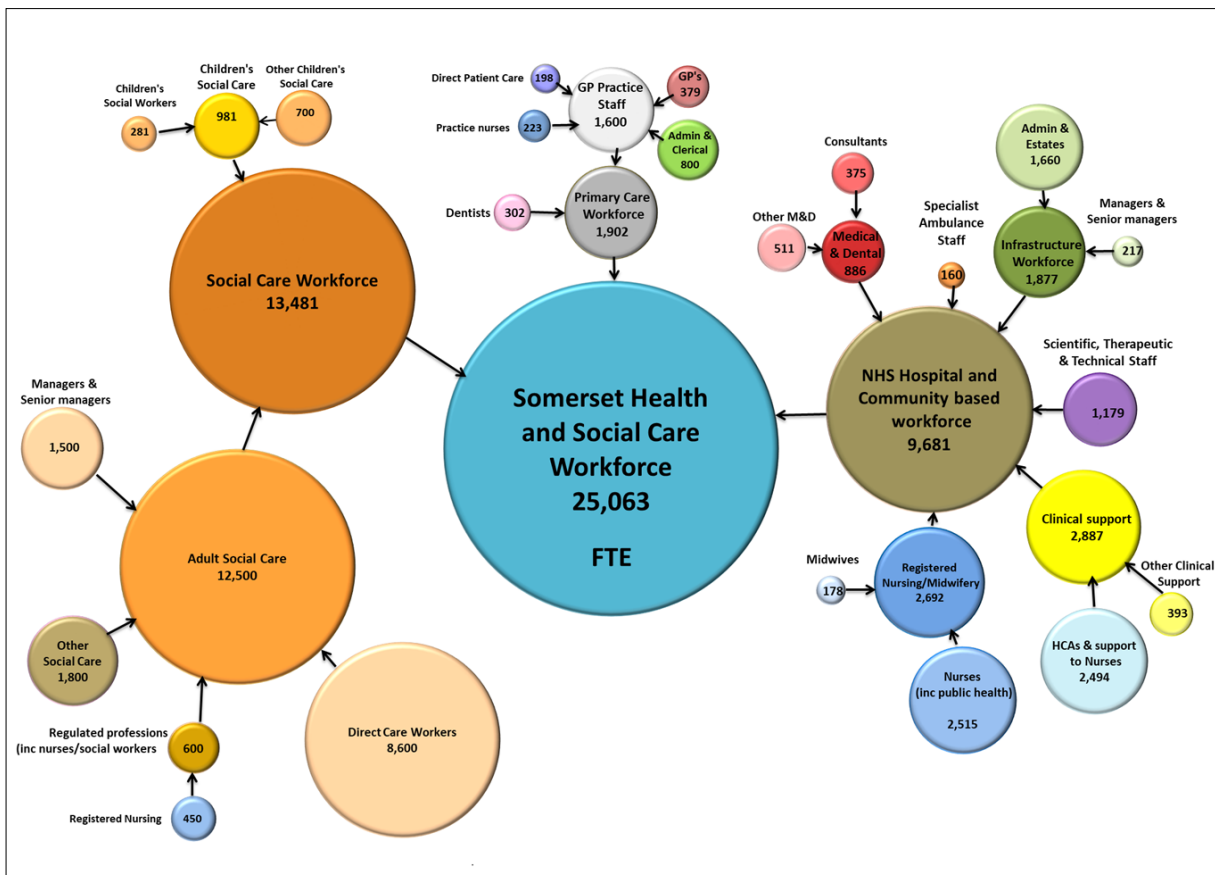 Children's
Social Workers
281
Children's
Social Care
981
Other Children's
Social Care
700
Social Care Workforce
13,481
Managers &
Senior managers
1,500
Adult Social Care
12,500
Other
Social Care
1,800
Regulated professions
(inc nurses/social workers
600
Registered Nursing
450
Direct Care Workers
8,600
Direct Patient Care
198
GP Practice
Staff
1,600
GP's
379
Practice nurses
223
Admin &
Clerical
800
Dentists
302
Primary Care
Workforce
1,902
Somerset Health
and Social Care
Workforce
25,063
FTE
Consultants
375
Other M&D
511
Medical
& Dental
886
Specialist
Ambulance
Staff
160
Admin &
Estates
1,660
Managers &
Senior managers
217
Infrastructure
Workforce
1,877
Scientific, Therapeutic
& Technical Staff
1,179
NHS Hospital and
Community based
workforce
9,681
Clinical support
2,887
Other Clinical
Support
393
HCAs & support
to Nurses
2,494
Midwives
178
Registered
Nursing/Midwifery
2,692
Nurses
(inc public health)
2,515